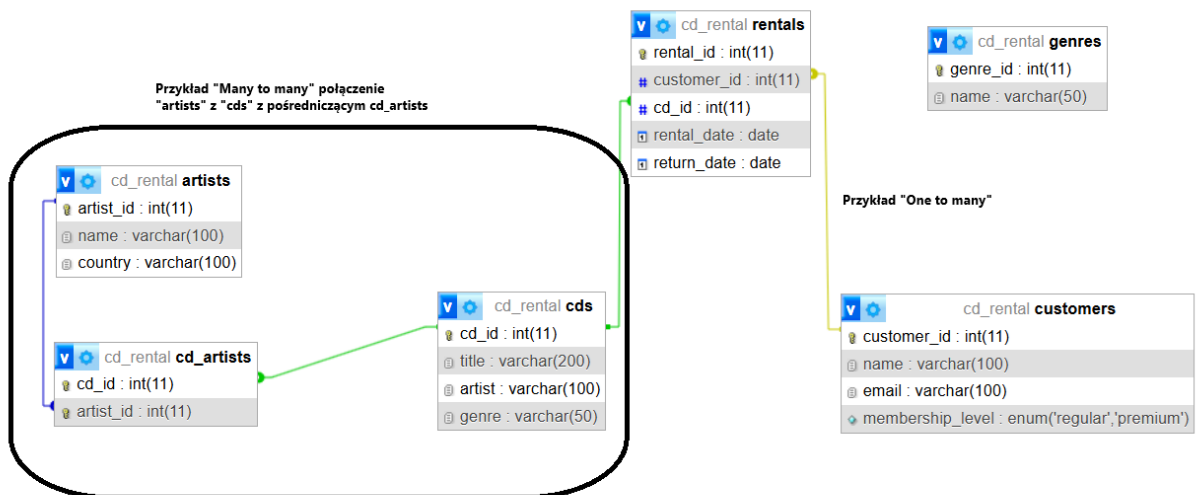 Przykład "Many to many" połączenie
"artists" z "cds" z pośredniczącym cd_artists
v cd_rental artists
artist_id : int(11)
name : varchar(100)
country : varchar(100)
v cd_rental cd_artists
cd_id : int(11)
artist_id : int(11)
v cd_rental cds
cd_id : int(11)
title : varchar(200)
artist : varchar(100)
genre : varchar(50)
v cd_rental rentals
rental_id : int(11)
# customer_id : int(11)
# cd_id : int(11)
rental_date : date
return_date : date
v cd_rental genres
genre_id : int(11)
name : varchar(50)
Przykład "One to many"
v cd_rental customers
customer_id : int(11)
name : varchar(100)
email : varchar(100)
membership_level : enum('regular','premium')